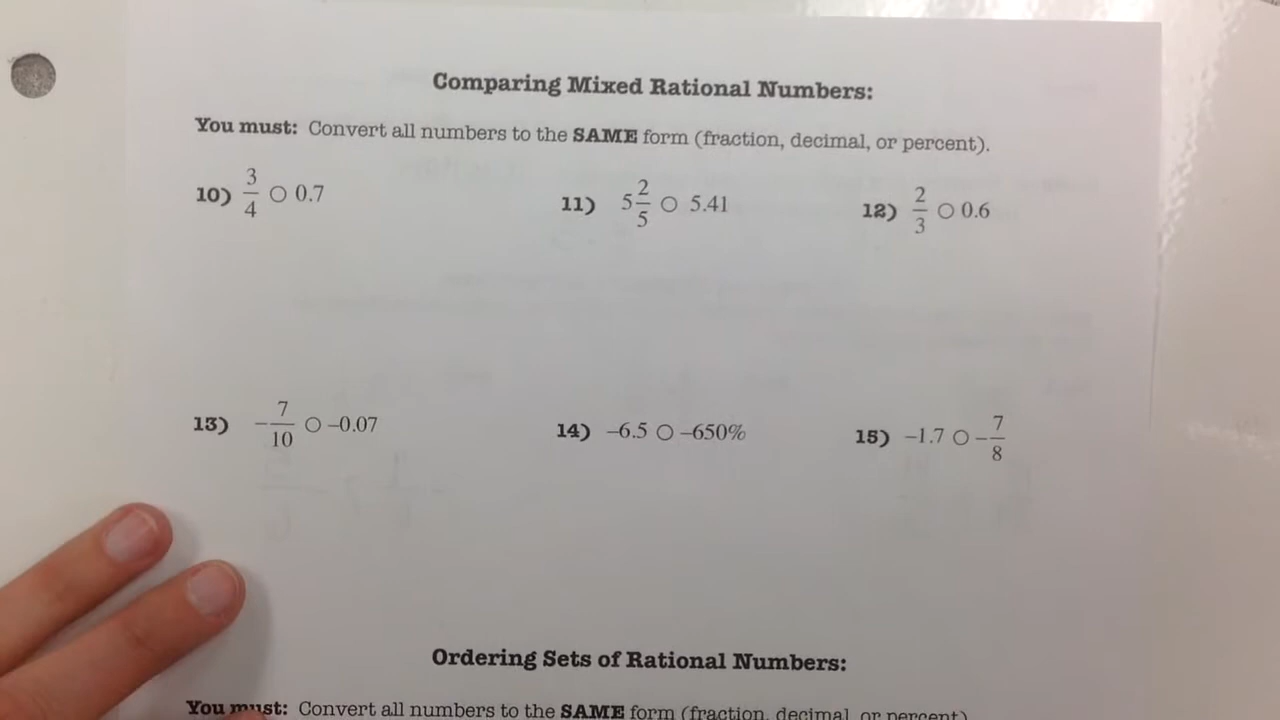 Comparing Mixed Rational Numbers:
You must: Convert all numbers to the SAME form (fraction, decimal, or percent).
10) 3/4 ○ 0.7 11) 5 2/5 ○ 5.41 12) 2/3 ○ 0.6
13) -7/10 ○ -0.07 14) -6.5 ○ -650% 15) -1.7 ○ -7/8
Ordering Sets of Rational Numbers:
You must: Convert all numbers to the SAME form (fraction, decimal, or percent)